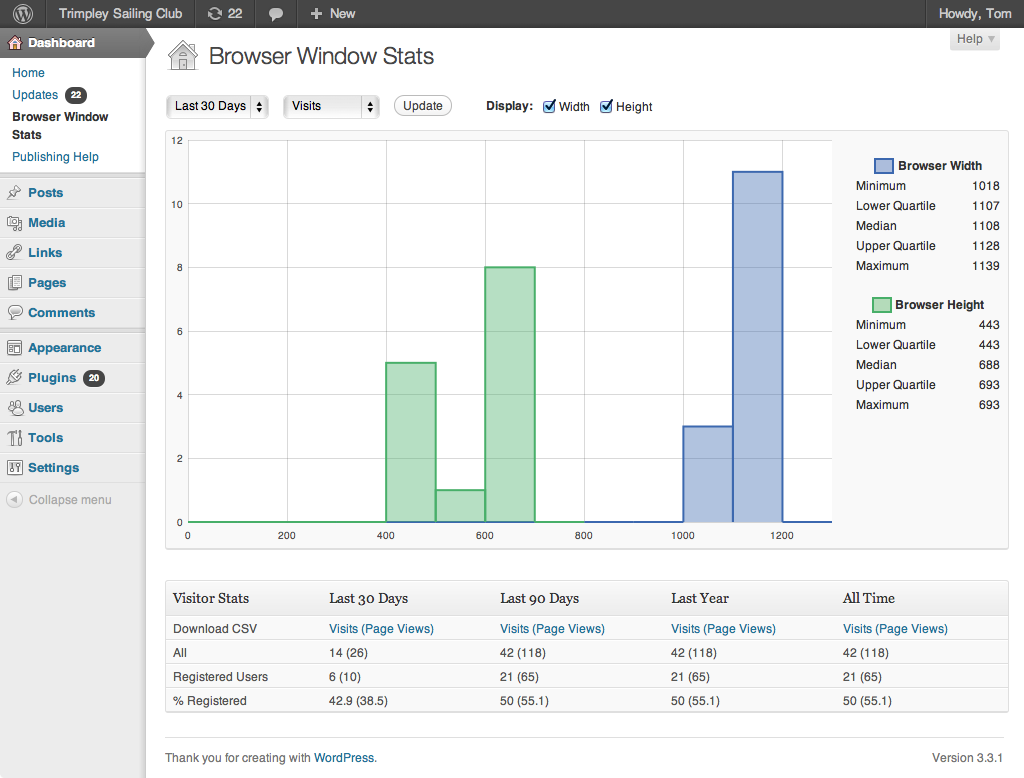 Trimpley Sailing Club 22 New Howdy, Tom
Help
Dashboard
Home
Updates 22
Browser Window
Stats
Publishing Help
Posts
Media
Links
Pages
Comments
Appearance
Plugins 20
Users
Tools
Settings
Collapse menu
Browser Window Stats
Last 30 Days Visits Update Display: Width Height
12
10
8
6
4
2
0
0 200 400 600 800 1000 1200
Browser Width
Minimum 1018
Lower Quartile 1107
Median 1108
Upper Quartile 1128
Maximum 1139
Browser Height
Minimum 443
Lower Quartile 443
Median 688
Upper Quartile 693
Maximum 693
Visitor Stats Last 30 Days Last 90 Days Last Year All Time
Download CSV Visits (Page Views) Visits (Page Views) Visits (Page Views) Visits (Page Views)
All 14 (26) 42 (118) 42 (118) 42 (118)
Registered Users 6 (10) 21 (65) 21 (65) 21 (65)
% Registered 42.9 (38.5) 50 (55.1) 50 (55.1) 50 (55.1)
Thank you for creating with WordPress. Version 3.3.1